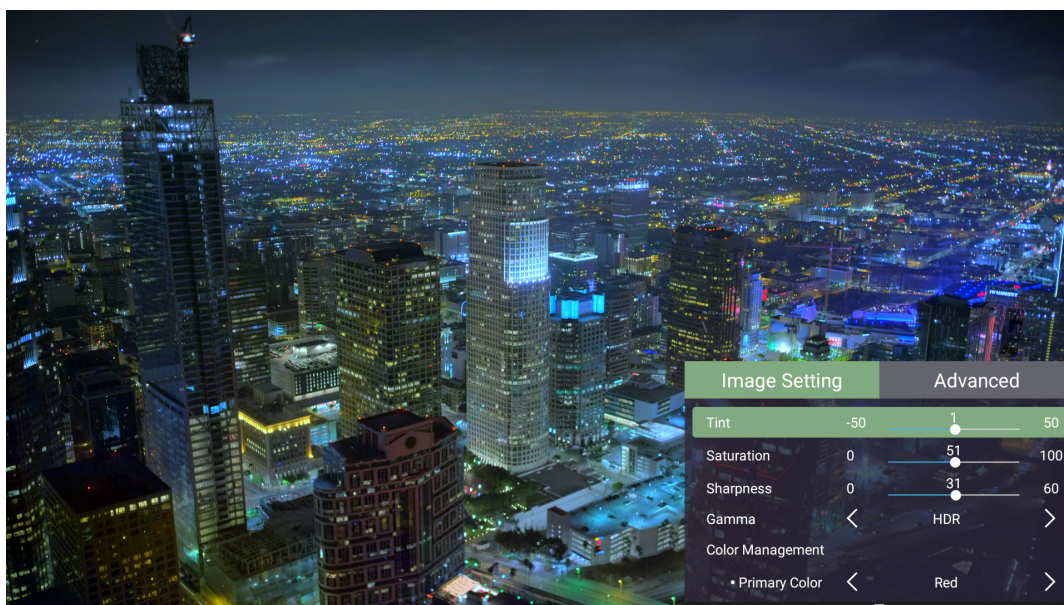 Image Setting Advanced
Tint -50 1 50
Saturation 0 51 100
Sharpness 0 31 60
Gamma HDR
Color Management
• Primary Color Red